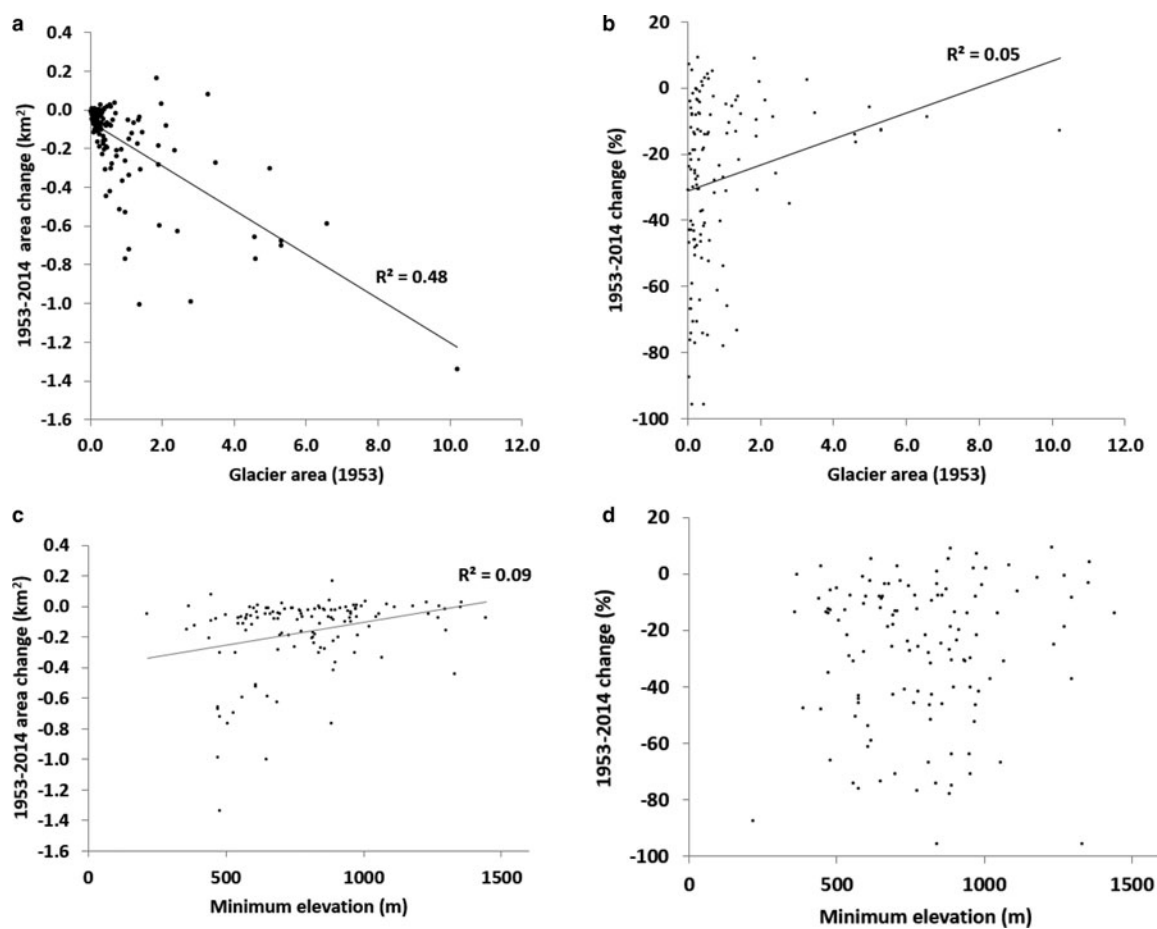 a
0.4
0.2
0.0
-0.2
-0.4
-0.6
-0.8
-1.0
-1.2
-1.4
-1.6
1953-2014 area change (km²)
R² = 0.48
0.0 2.0 4.0 6.0 8.0 10.0 12.0
Glacier area (1953)
b
20
0
-20
-40
-60
-80
-100
1953-2014 change (%)
R² = 0.05
0.0 2.0 4.0 6.0 8.0 10.0 12.0
Glacier area (1953)
c
0.4
0.2
0.0
-0.2
-0.4
-0.6
-0.8
-1.0
-1.2
-1.4
-1.6
1953-2014 area change (km²)
R² = 0.09
0 500 1000 1500
Minimum elevation (m)
d
20
0
-20
-40
-60
-80
-100
1953-2014 change (%)
0 500 1000 1500
Minimum elevation (m)